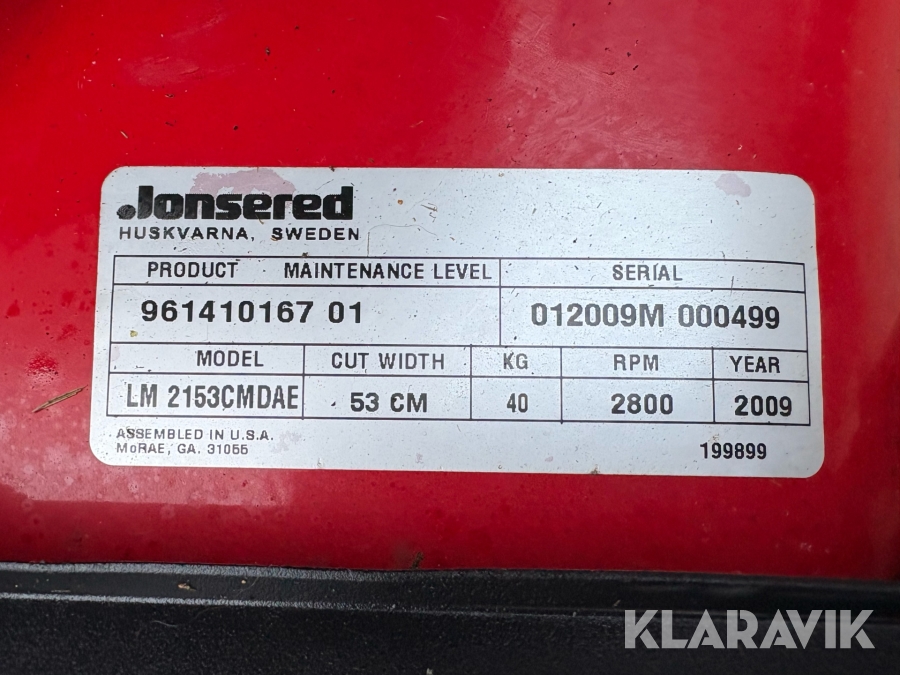 Jonsered
HUSKVARNA, SWEDEN
PRODUCT MAINTENANCE LEVEL SERIAL
961410167 01 012009M 000499
MODEL CUT WIDTH KG RPM YEAR
LM 2153CMDAE 53 CM 40 2800 2009
ASSEMBLED IN U.S.A.
McRAE, GA. 31055 199899
KLARAVIK